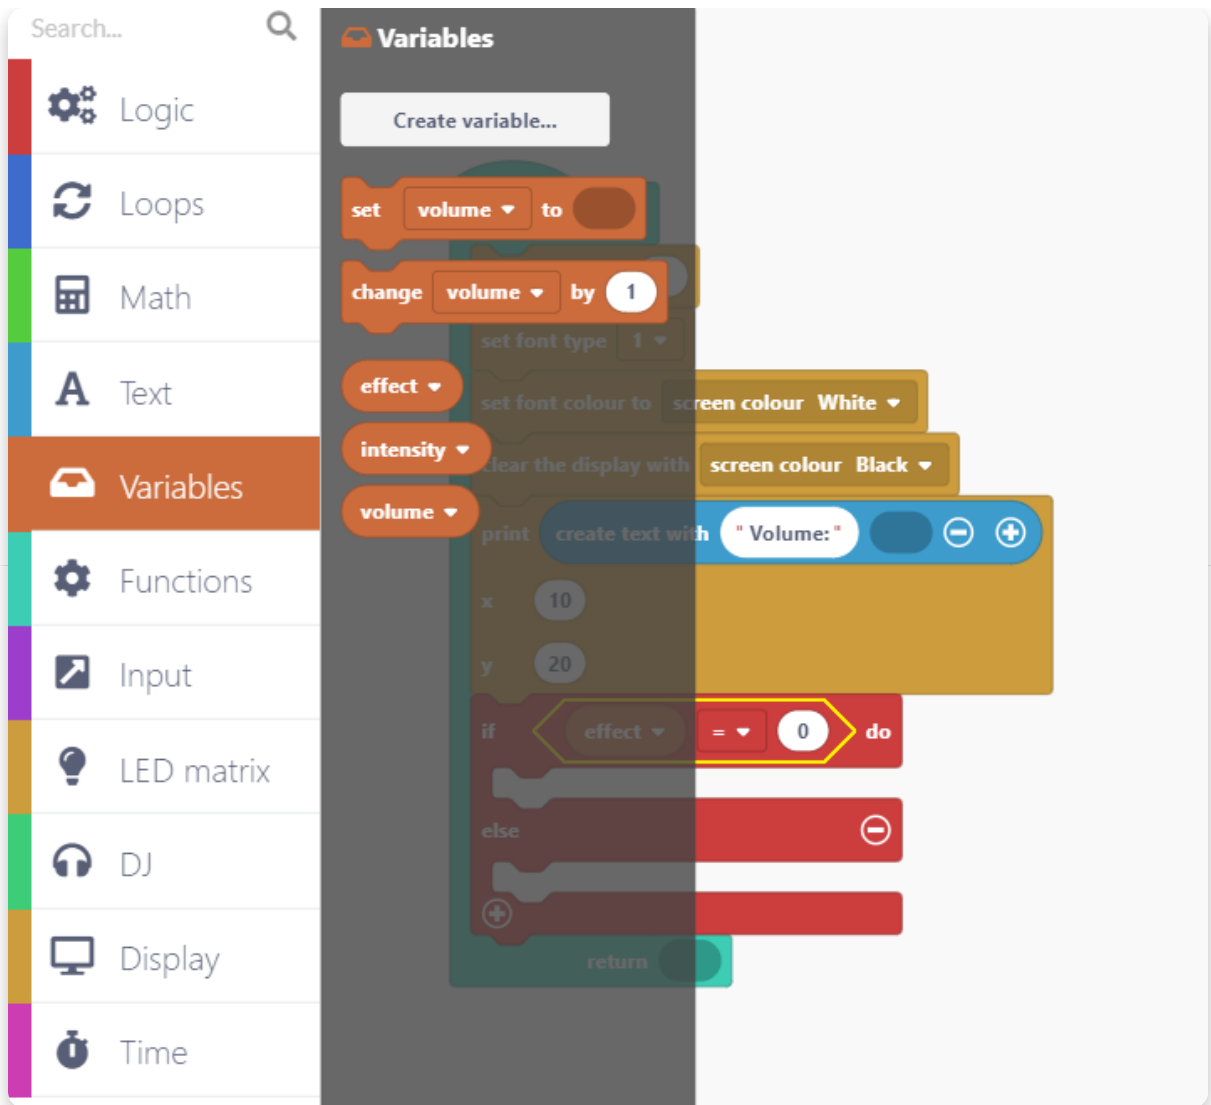 Search...
Logic
Loops
Math
Text
Variables
Functions
Input
LED matrix
DJ
Display
Time
Variables
Create variable...
set volume to
change volume by 1
effect
intensity
volume
set font type 1
set font colour to screen colour White
clear the display with screen colour Black
print create text with " Volume: "
x 10
y 20
if effect = 0 do
else
return